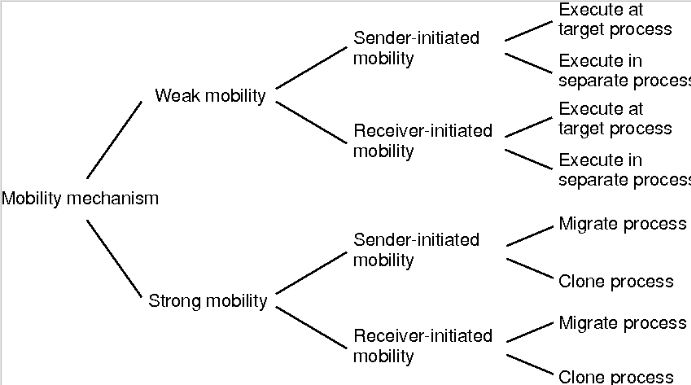 Execute at
target process
Sender-initiated
mobility
Execute in
separate process
Weak mobility
Execute at
target process
Receiver-initiated
mobility
Execute in
separate process
Mobility mechanism
Migrate process
Sender-initiated
mobility
Clone process
Strong mobility
Migrate process
Receiver-initiated
mobility
Clone process